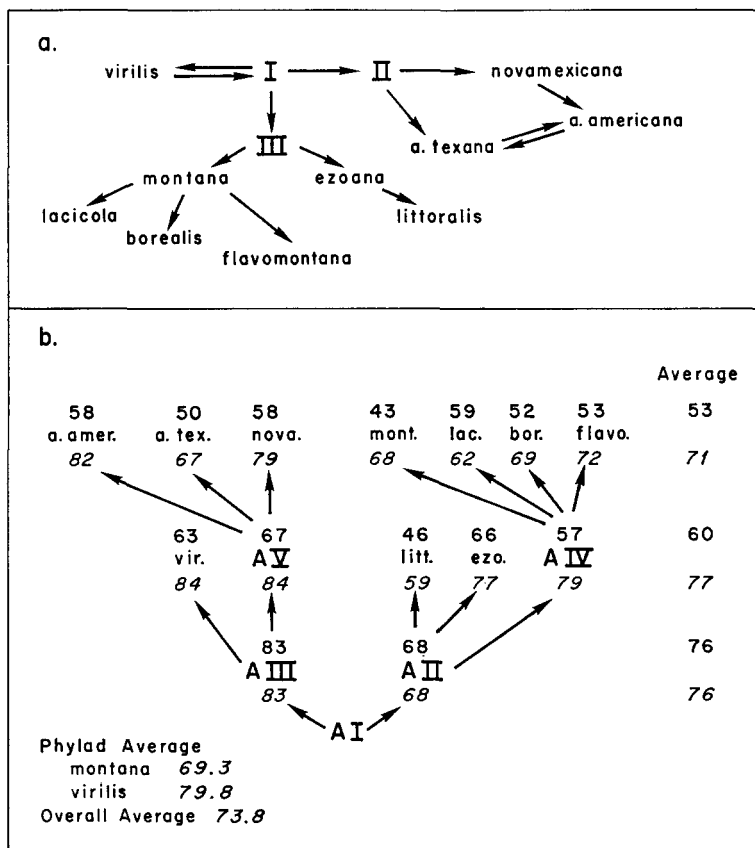 a.
virilis I II novamexicana
a. americana
a. texana
III
montana ezoana
lacicola littoralis
borealis
flavomontana
b.
Average
58 50 58 43 59 52 53 53
a. amer. a. tex. nova. mont. lac. bor. flavo.
82 67 79 68 62 69 72 71
63 67 46 66 57 60
vir. A V litt. ezo. A IV
84 84 59 77 79 77
83 68 76
A III A II
83 68 76
A I
Phylad Average
montana 69.3
virilis 79.8
Overall Average 73.8